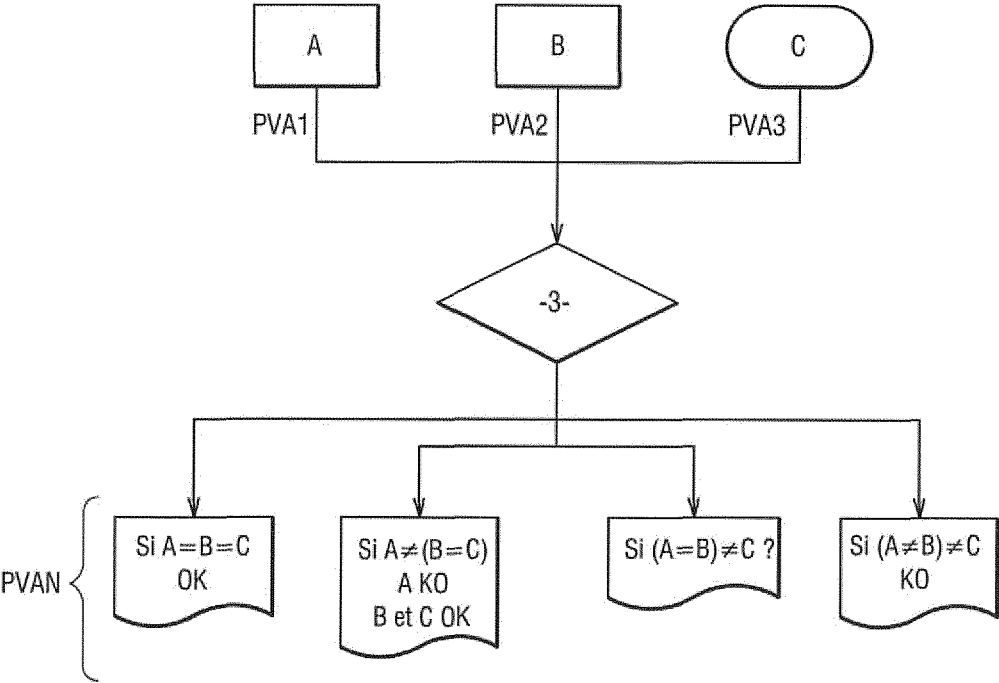 A
B
C
PVA1
PVA2
PVA3
-3-
PVAN
Si A=B=C
OK
Si A≠(B=C)
A KO
B et C OK
Si (A=B)≠C ?
Si (A≠B)≠C
KO